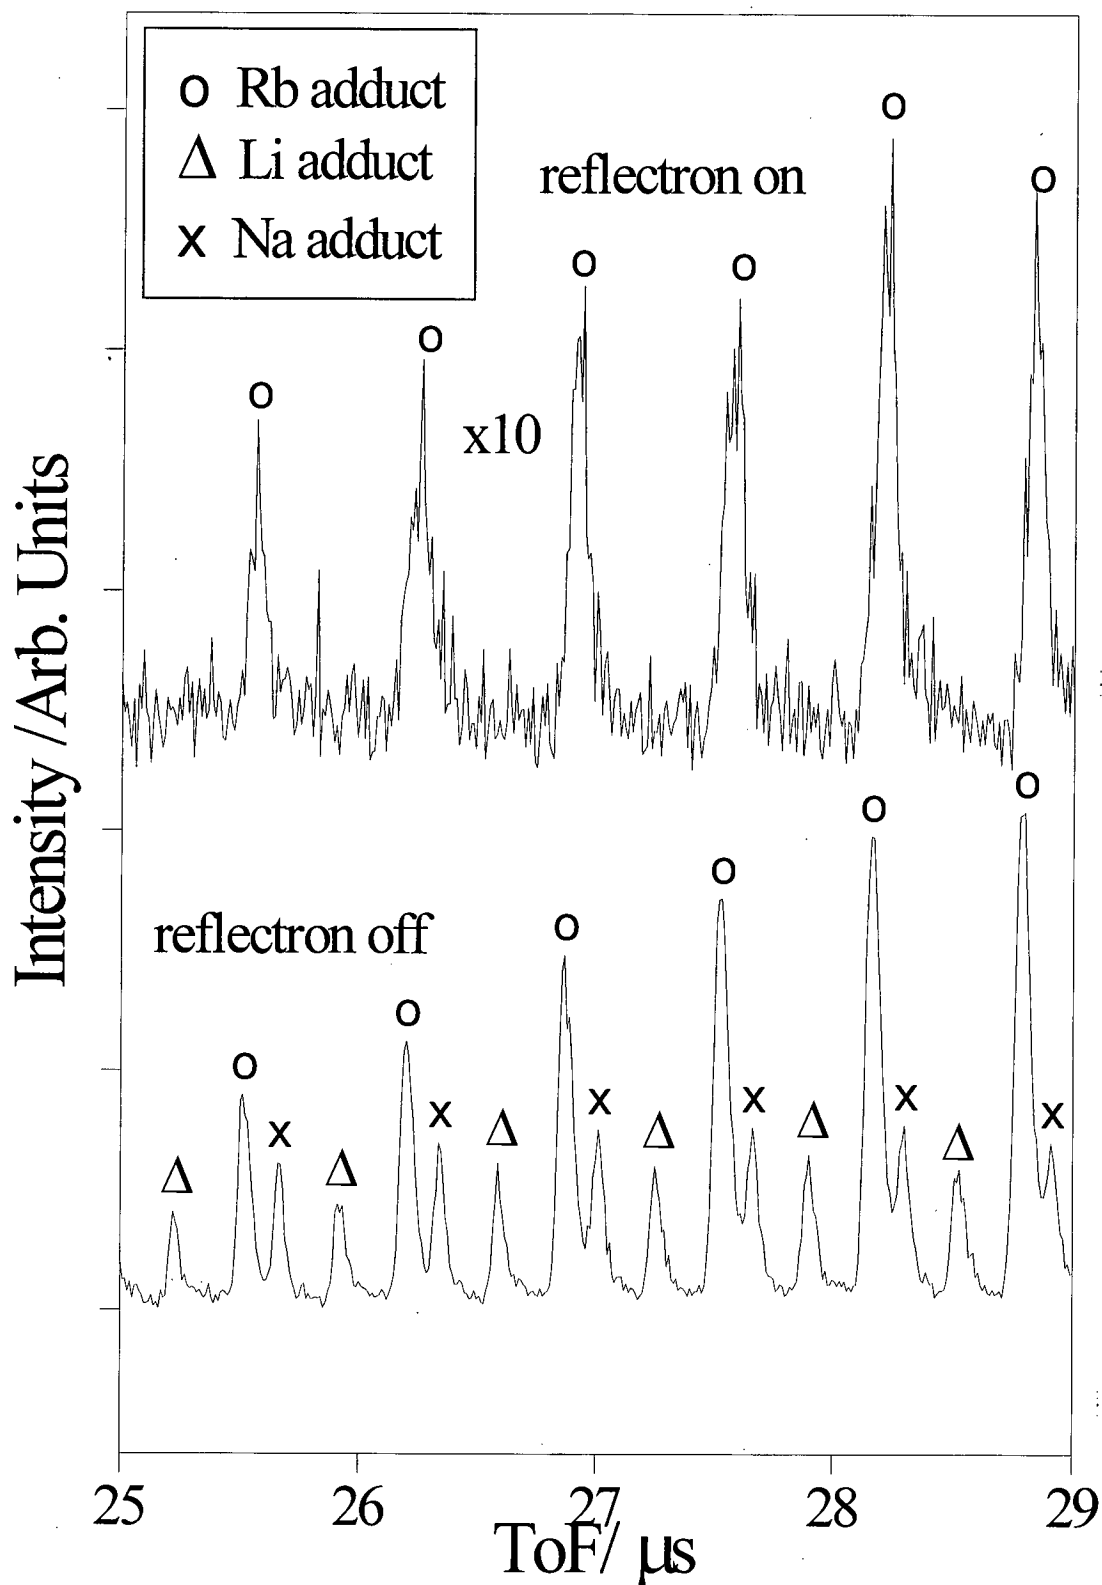 o Rb adduct
Δ Li adduct
x Na adduct
reflectron on
o
o
o
o
o
o
x10
Intensity /Arb. Units
reflectron off
o
o
o
o
o
o
Δ
x
Δ
x
Δ
x
Δ
x
Δ
x
Δ
x
25
26
27
28
29
ToF/ μs